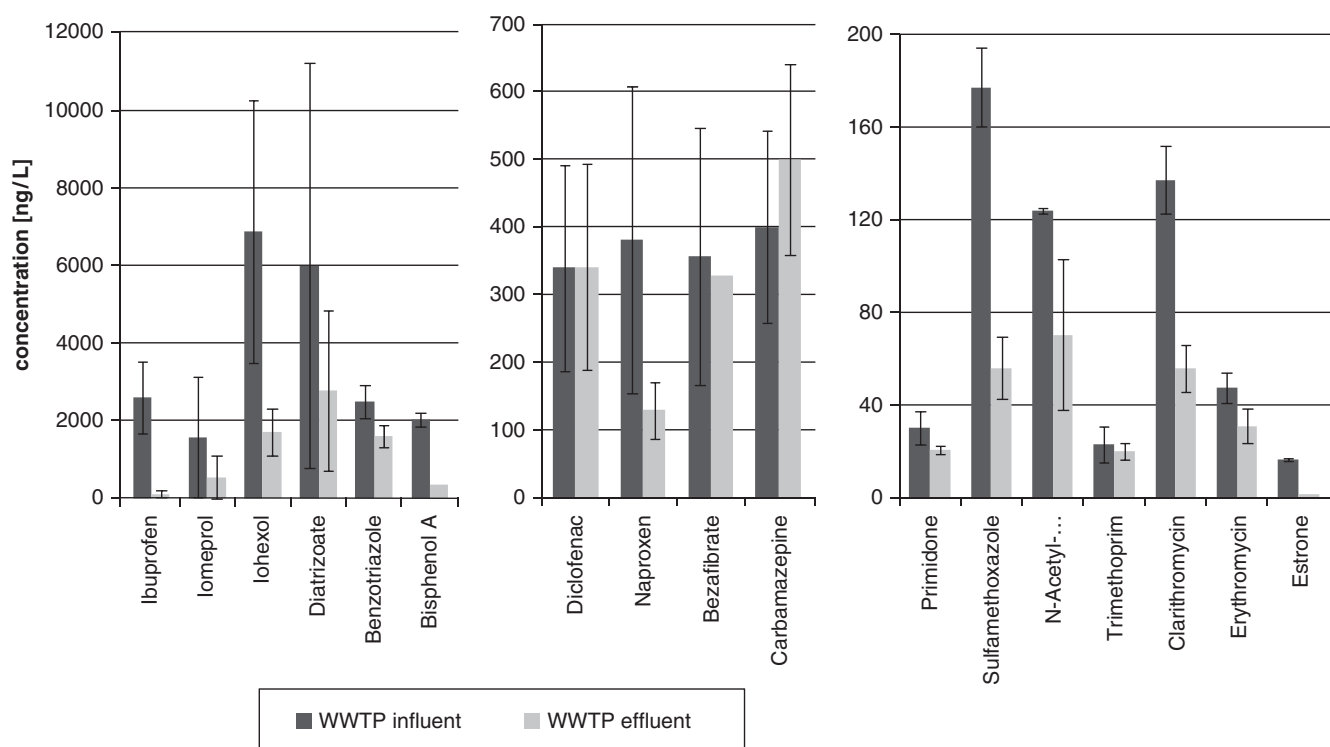 concentration [ng/L]
12000
10000
8000
6000
4000
2000
0
Ibuprofen
Iomeprol
Iohexol
Diatrizoate
Benzotriazole
Bisphenol A
700
600
500
400
300
200
100
0
Diclofenac
Naproxen
Bezafibrate
Carbamazepine
200
160
120
80
40
0
Primidone
Sulfamethoxazole
N-Acetyl-...
Trimethoprim
Clarithromycin
Erythromycin
Estrone
WWTP influent
WWTP effluent